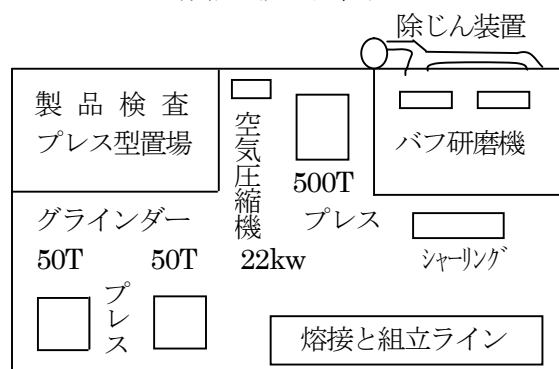 除じん装置
製品検査
プレス型置場
空気圧縮機
22kw
500T
プレス
バフ研磨機
シャーリング
グラインダー
50T
50T
プレス
熔接と組立ライン